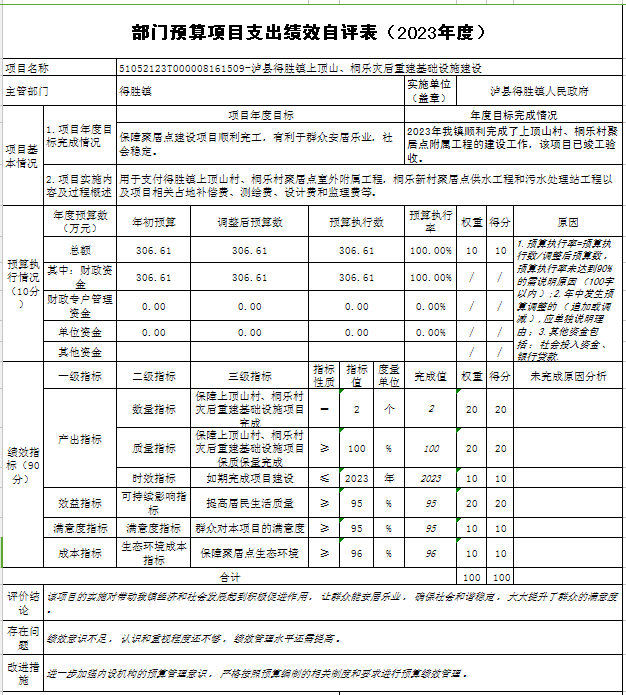 部门预算项目支出绩效自评表（2023年度）
项目名称 51052123T000008161509-泸县得胜镇上顶山、桐乐灾后重建基础设施建设
主管部门 得胜镇 实施单位（盖章） 泸县得胜镇人民政府
项目基本情况 1.项目年度目标完成情况 项目年度目标 年度目标完成情况
保障聚居点建设项目顺利完工，有利于群众安居乐业，社会稳定。 2023年我镇顺利完成了上顶山村、桐乐村聚居点附属工程的建设工作，该项目已竣工验收。
2.项目实施内容及过程概述 用于支付得胜镇上顶山村、桐乐村聚居点室外附属工程，桐乐新村聚居点供水工程和污水处理站工程以及项目相关占地补偿费、测绘费、设计费和监理费等。
预算执行情况（10分） 年度预算数（万元） 年初预算 调整后预算数 预算执行数 预算执行率 权重 得分 原因
总额 306.61 306.61 306.61 100.00% 10 10
其中：财政资金 306.61 306.61 306.61 100.00% / /
财政专户管理资金 0.00 0.00 0.00 0.00% / /
单位资金 0.00 0.00 0.00 0.00% / /
其他资金 / /
1.预算执行率=预算执行数/调整后预算数，预算执行率未达到90%的需说明原因（100字以内）；2.年中发生预算调整的（追加或调减），应单独说明理由；3.其他资金包括：社会投入资金、银行贷款.
绩效指标（90分） 一级指标 二级指标 三级指标 指标性质 指标值 度量单位 完成值 权重 得分 未完成原因分析
产出指标 数量指标 保障上顶山村、桐乐村灾后重建基础设施项目完成 = 2 个 2 20 20
质量指标 保障上顶山村、桐乐村灾后重建基础设施项目保质保量完成 ≥ 100 % 100 20 20
时效指标 如期完成项目建设 ≤ 2023 年 2023 10 10
效益指标 可持续影响指标 提高居民生活质量 ≥ 95 % 95 20 20
满意度指标 满意度指标 群众对本项目的满意度 ≥ 95 % 95 10 10
成本指标 生态环境成本指标 保障聚居点生态环境 ≥ 96 % 96 10 10
合计 100 100
评价结论 该项目的实施对带动我镇经济和社会发展起到积极促进作用，让群众能安居乐业，确保社会和谐稳定，大大提升了群众的满意度。
存在问题 绩效意识不足，认识和重视程度还不够，绩效管理水平还需提高。
改进措施 进一步加强内设机构的预算管理意识，严格按照预算编制的相关制度和要求进行预算绩效管理。